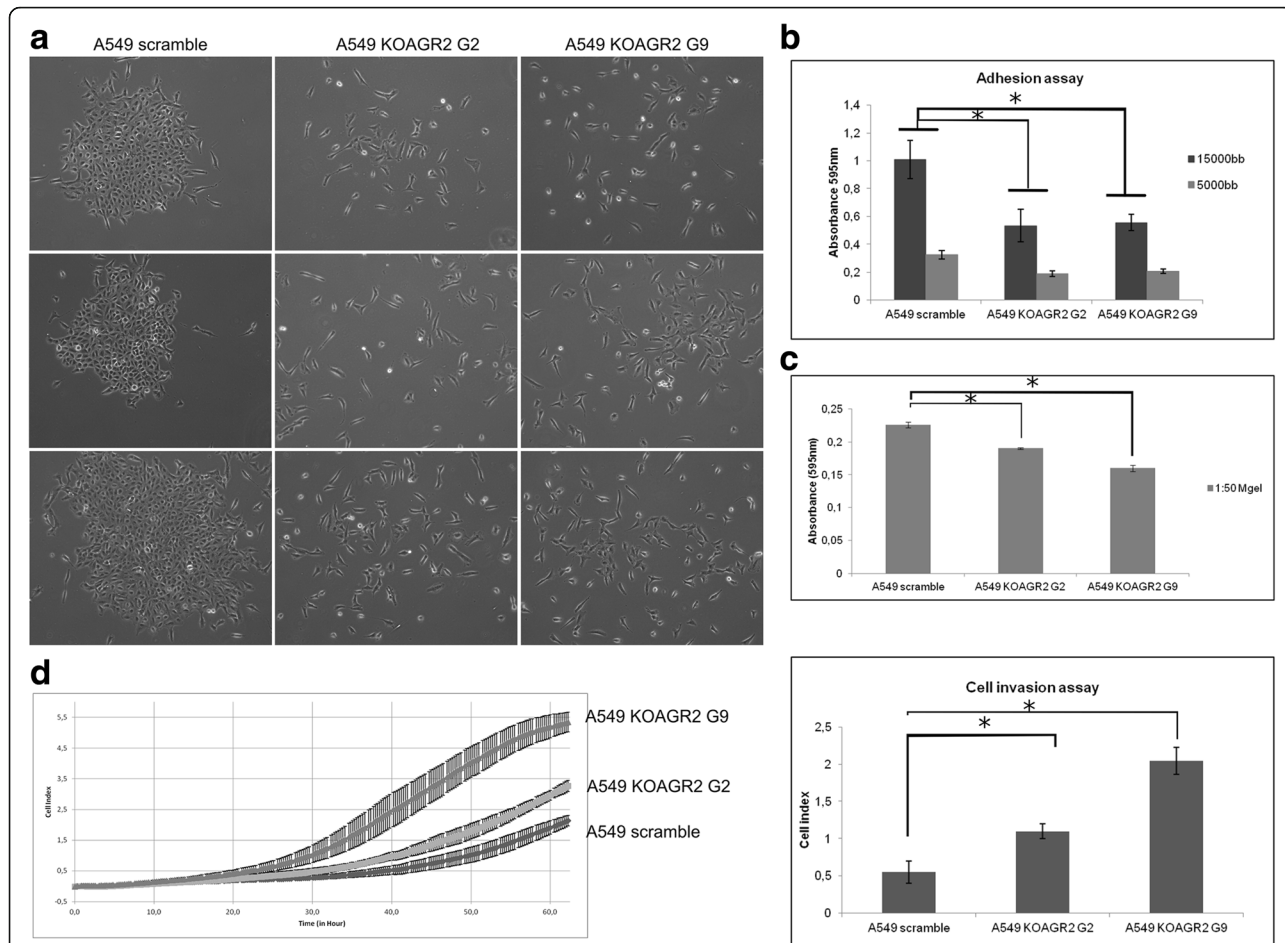 a
A549 scramble
A549 KOAGR2 G2
A549 KOAGR2 G9
b
Adhesion assay
*
*
Absorbance 595nm
1,4
1,2
1
0,8
0,6
0,4
0,2
0
A549 scramble
A549 KOAGR2 G2
A549 KOAGR2 G9
15000bb
5000bb
c
*
*
Absorbance (595nm)
0,25
0,2
0,15
0,1
0,05
0
A549 scramble
A549 KOAGR2 G2
A549 KOAGR2 G9
1:50 Mgel
d
Cell Index
5,5
4,5
3,5
2,5
1,5
0,5
-0,5
0,0
10,0
20,0
30,0
40,0
50,0
60,0
Time (in Hour)
A549 KOAGR2 G9
A549 KOAGR2 G2
A549 scramble
Cell invasion assay
*
*
Cell index
2,5
2
1,5
1
0,5
0
A549 scramble
A549 KOAGR2 G2
A549 KOAGR2 G9